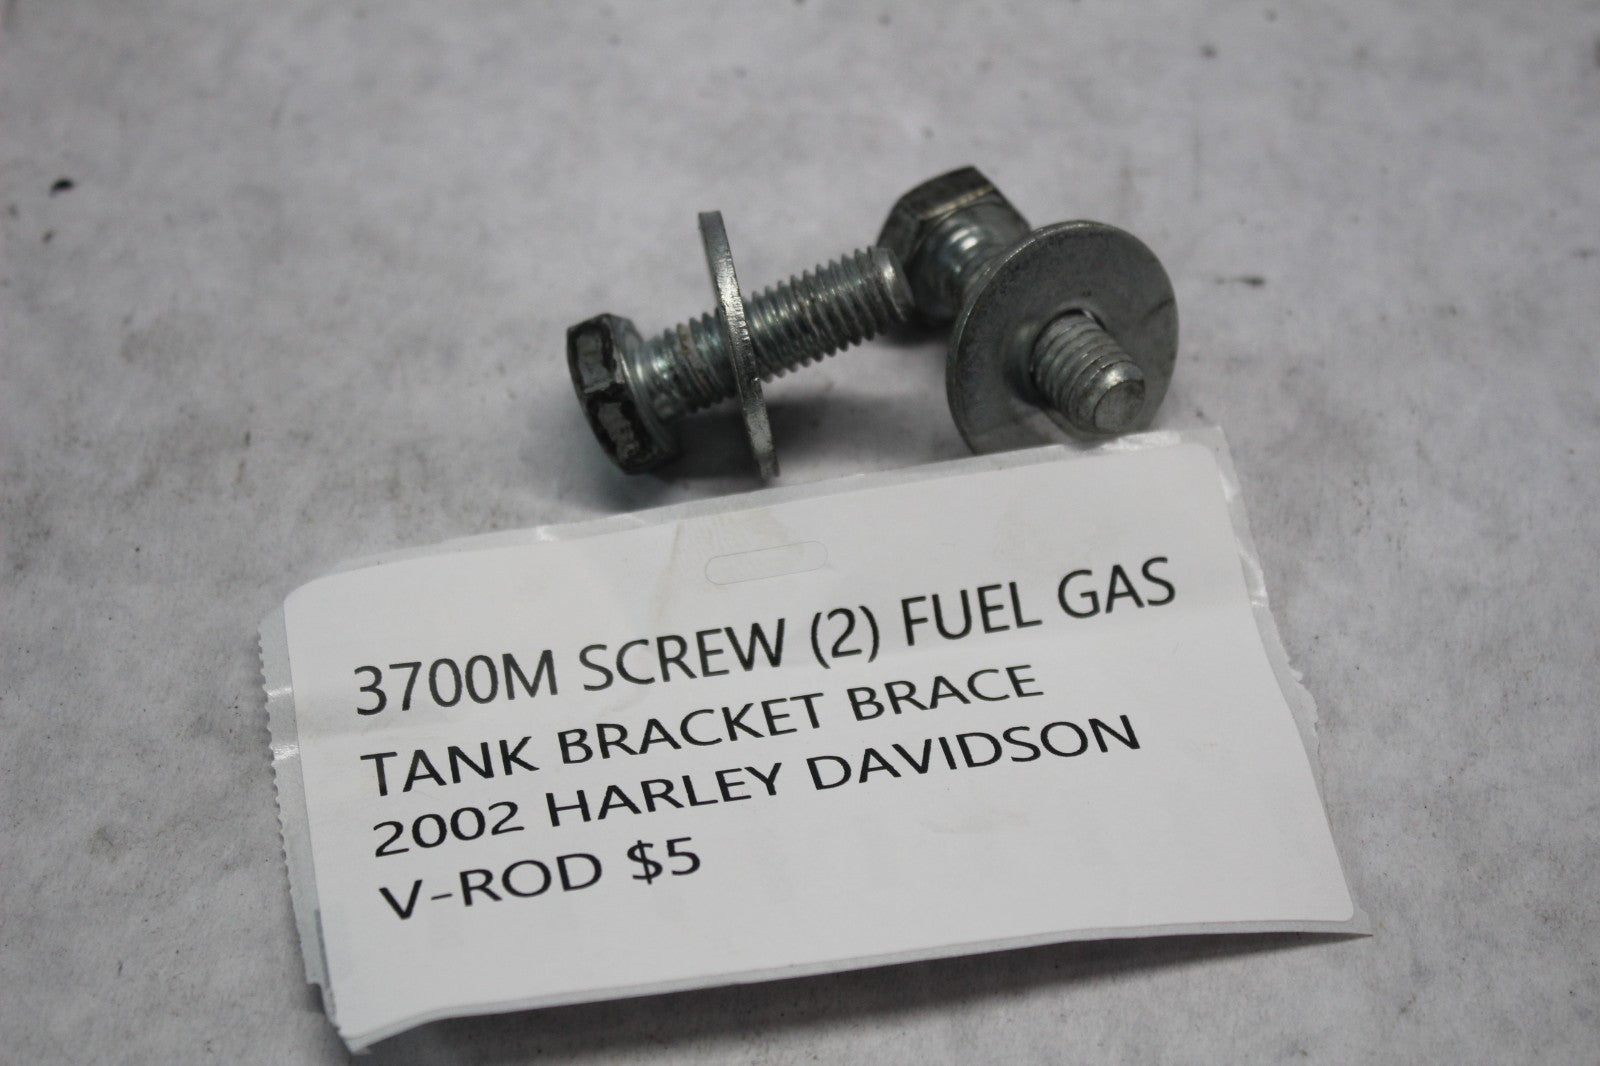 3700M SCREW (2) FUEL GAS
TANK BRACKET BRACE
2002 HARLEY DAVIDSON
V-ROD $5